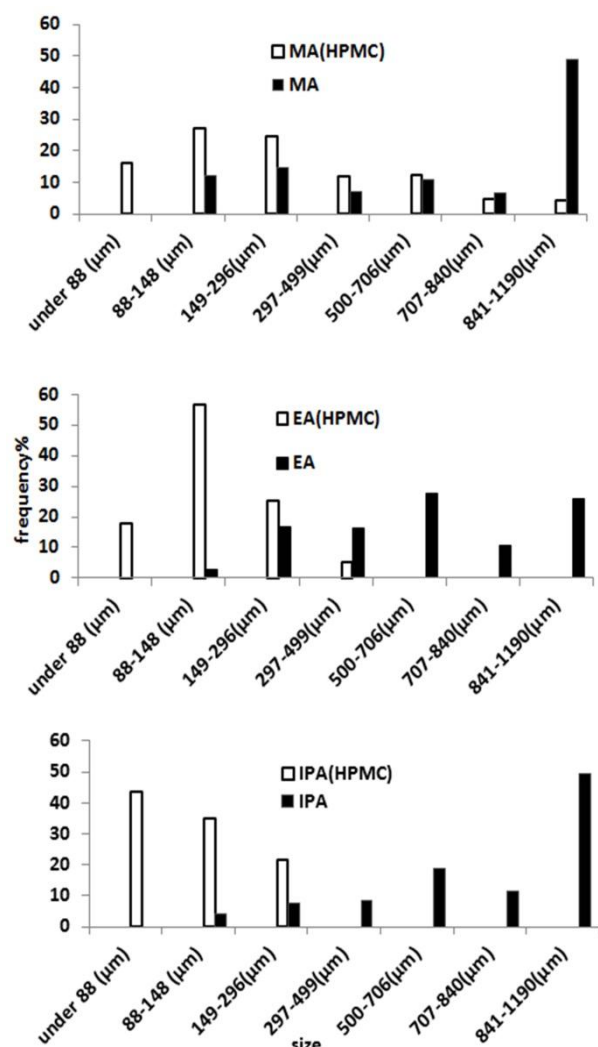 60
50
40
30
20
10
0
MA(HPMC)
MA
under 88 (µm)
88-148 (µm)
149-296(µm)
297-499(µm)
500-706(µm)
707-840(µm)
841-1190(µm)
frequency%
60
50
40
30
20
10
0
EA(HPMC)
EA
under 88 (µm)
88-148 (µm)
149-296(µm)
297-499(µm)
500-706(µm)
707-840(µm)
841-1190(µm)
60
50
40
30
20
10
0
IPA(HPMC)
IPA
under 88 (µm)
88-148 (µm)
149-296(µm)
297-499(µm)
500-706(µm)
707-840(µm)
841-1190(µm)
size